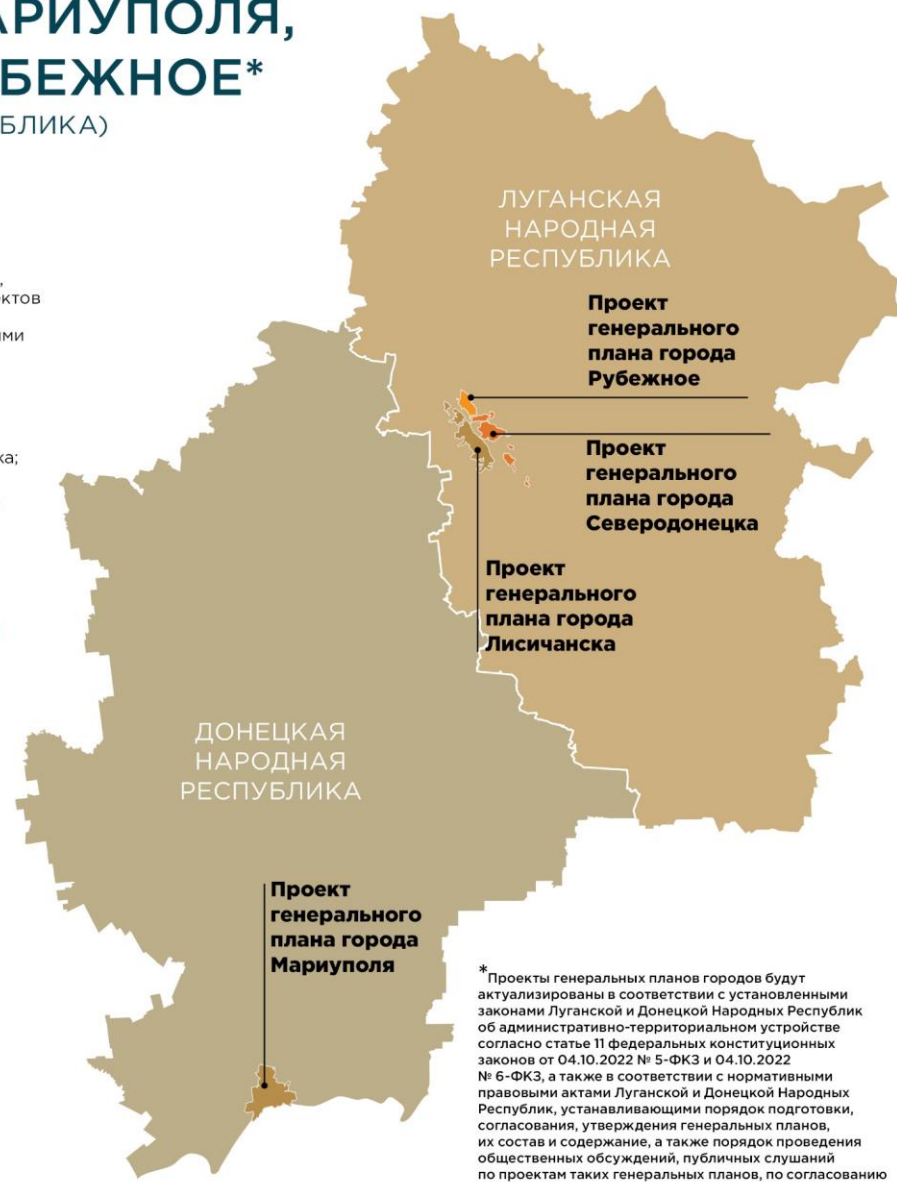 АРИУПОЛЯ,
БЕЖНОЕ*
БЛИКА)
ктов
ими
ка;
ЛУГАНСКАЯ
НАРОДНАЯ
РЕСПУБЛИКА
Проект
генерального
плана города
Рубежное
Проект
генерального
плана города
Северодонецка
Проект
генерального
плана города
Лисичанска
ДОНЕЦКАЯ
НАРОДНАЯ
РЕСПУБЛИКА
Проект
генерального
плана города
Мариуполя
*Проекты генеральных планов городов будут
актуализированы в соответствии с установленными
законами Луганской и Донецкой Народных Республик
об административно-территориальном устройстве
согласно статье 11 федеральных конституционных
законов от 04.10.2022 № 5-ФКЗ и 04.10.2022
№ 6-ФКЗ, а также в соответствии с нормативными
правовыми актами Луганской и Донецкой Народных
Республик, устанавливающими порядок подготовки,
согласования, утверждения генеральных планов,
их состав и содержание, а также порядок проведения
общественных обсуждений, публичных слушаний
по проектам таких генеральных планов, по согласованию